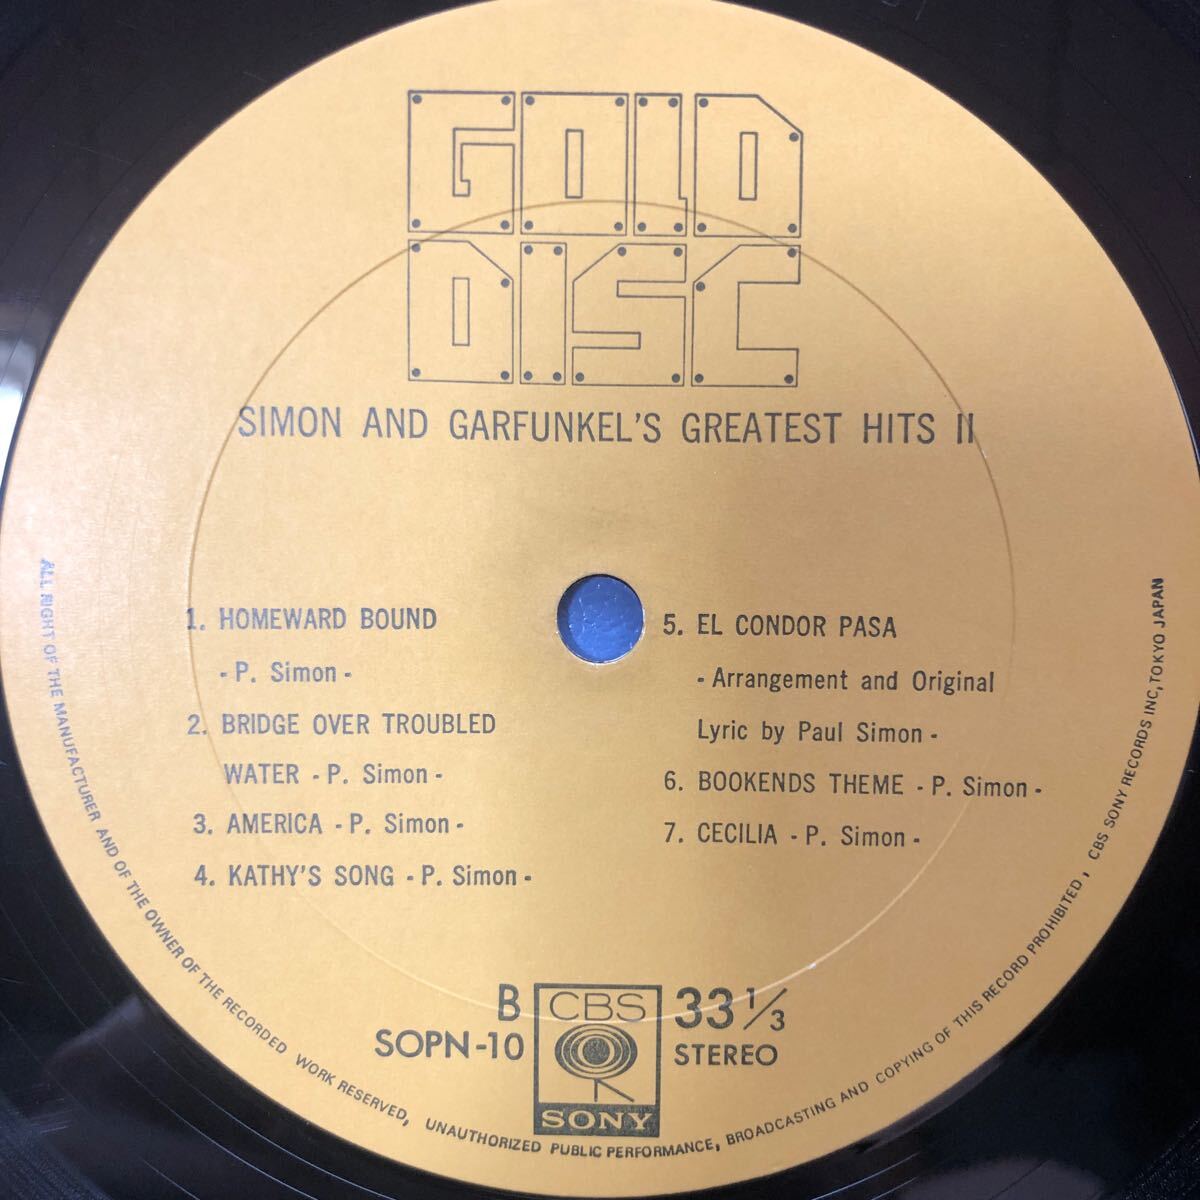 GOLD
DISC
SIMON AND GARFUNKEL'S GREATEST HITS II
1. HOMEWARD BOUND
- P. Simon -
2. BRIDGE OVER TROUBLED
WATER - P. Simon -
3. AMERICA - P. Simon -
4. KATHY'S SONG - P. Simon -
5. EL CONDOR PASA
- Arrangement and Original
Lyric by Paul Simon -
6. BOOKENDS THEME - P. Simon -
7. CECILIA - P. Simon -
B
SOPN-10
CBS
SONY
33 1/3
STEREO
ALL RIGHT OF THE MANUFACTURER AND OF THE OWNER OF THE RECORDED WORK RESERVED, UNAUTHORIZED PUBLIC PERFORMANCE, BROADCASTING AND COPYING OF THIS RECORD PROHIBITED, CBS SONY RECORDS INC, TOKYO JAPAN